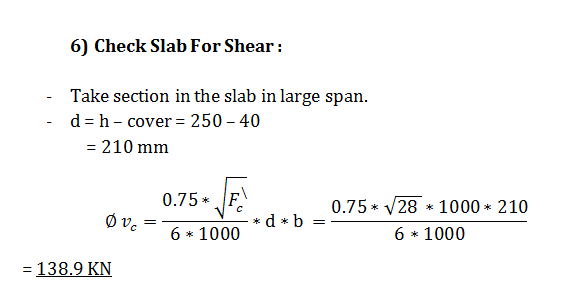 6) Check Slab For Shear :
- Take section in the slab in large span.
- d = h – cover = 250 – 40
= 210 mm
Ø v_c = (0.75 * √F_c^\) / (6 * 1000) * d * b = (0.75 * √28 * 1000 * 210) / (6 * 1000)
= 138.9 KN